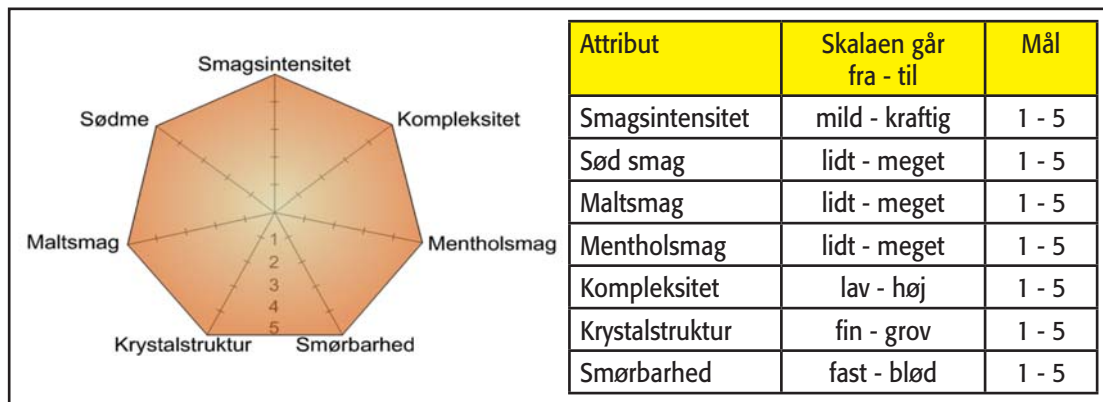 Smagsintensitet
Sødme
Kompleksitet
Maltsmag
Mentholsmag
1
2
3
4
5
Krystalstruktur Smørbarhed
Attribut Skalaen går fra - til Mål
Smagsintensitet mild - kraftig 1 - 5
Sød smag lidt - meget 1 - 5
Maltsmag lidt - meget 1 - 5
Mentholsmag lidt - meget 1 - 5
Kompleksitet lav - høj 1 - 5
Krystalstruktur fin - grov 1 - 5
Smørbarhed fast - blød 1 - 5